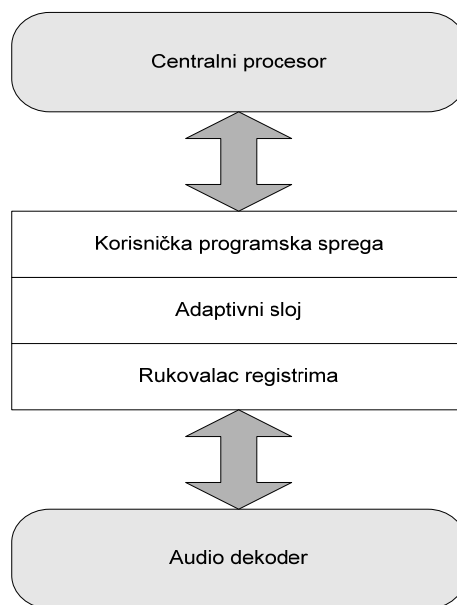 Centralni procesor
Korisnička programska sprega
Adaptivni sloj
Rukovalac registrima
Audio dekoder